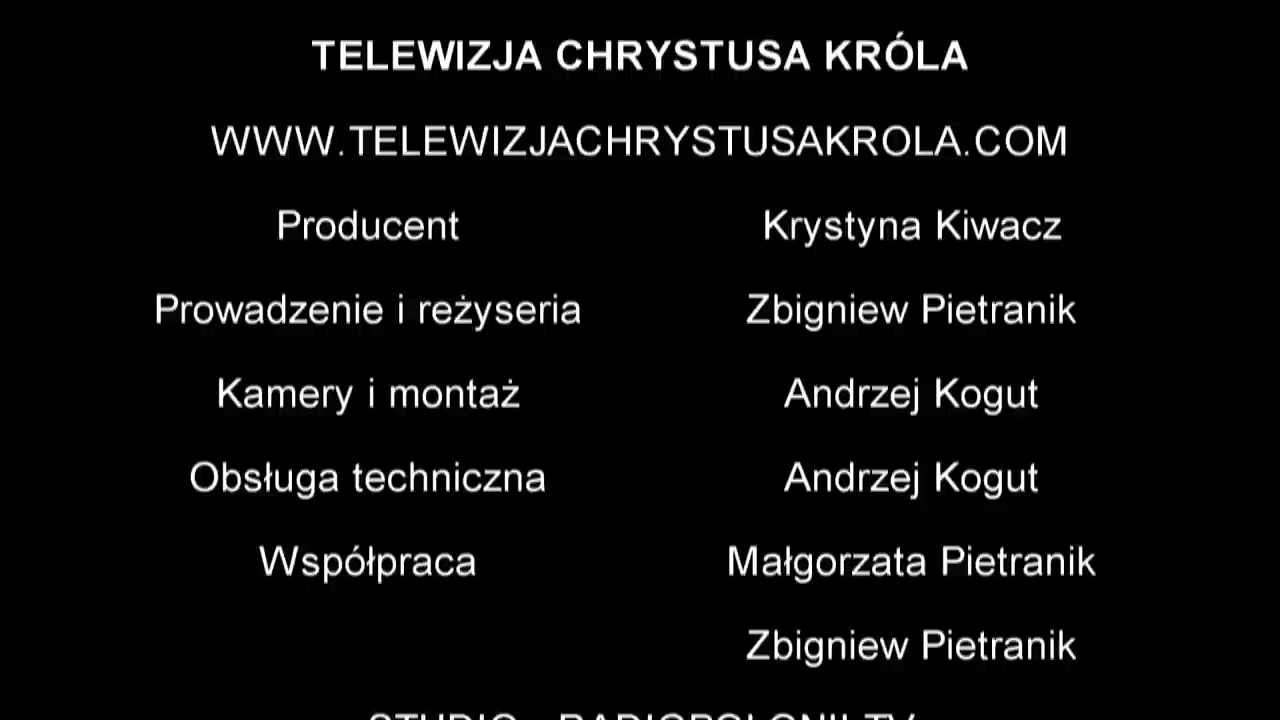 TELEWIZJA CHRYSTUSA KRÓLA
WWW.TELEWIZJACHRYSTUSAKROLA.COM
Producent Krystyna Kiwacz
Prowadzenie i reżyseria Zbigniew Pietranik
Kamery i montaż Andrzej Kogut
Obsługa techniczna Andrzej Kogut
Współpraca Małgorzata Pietranik
Zbigniew Pietranik